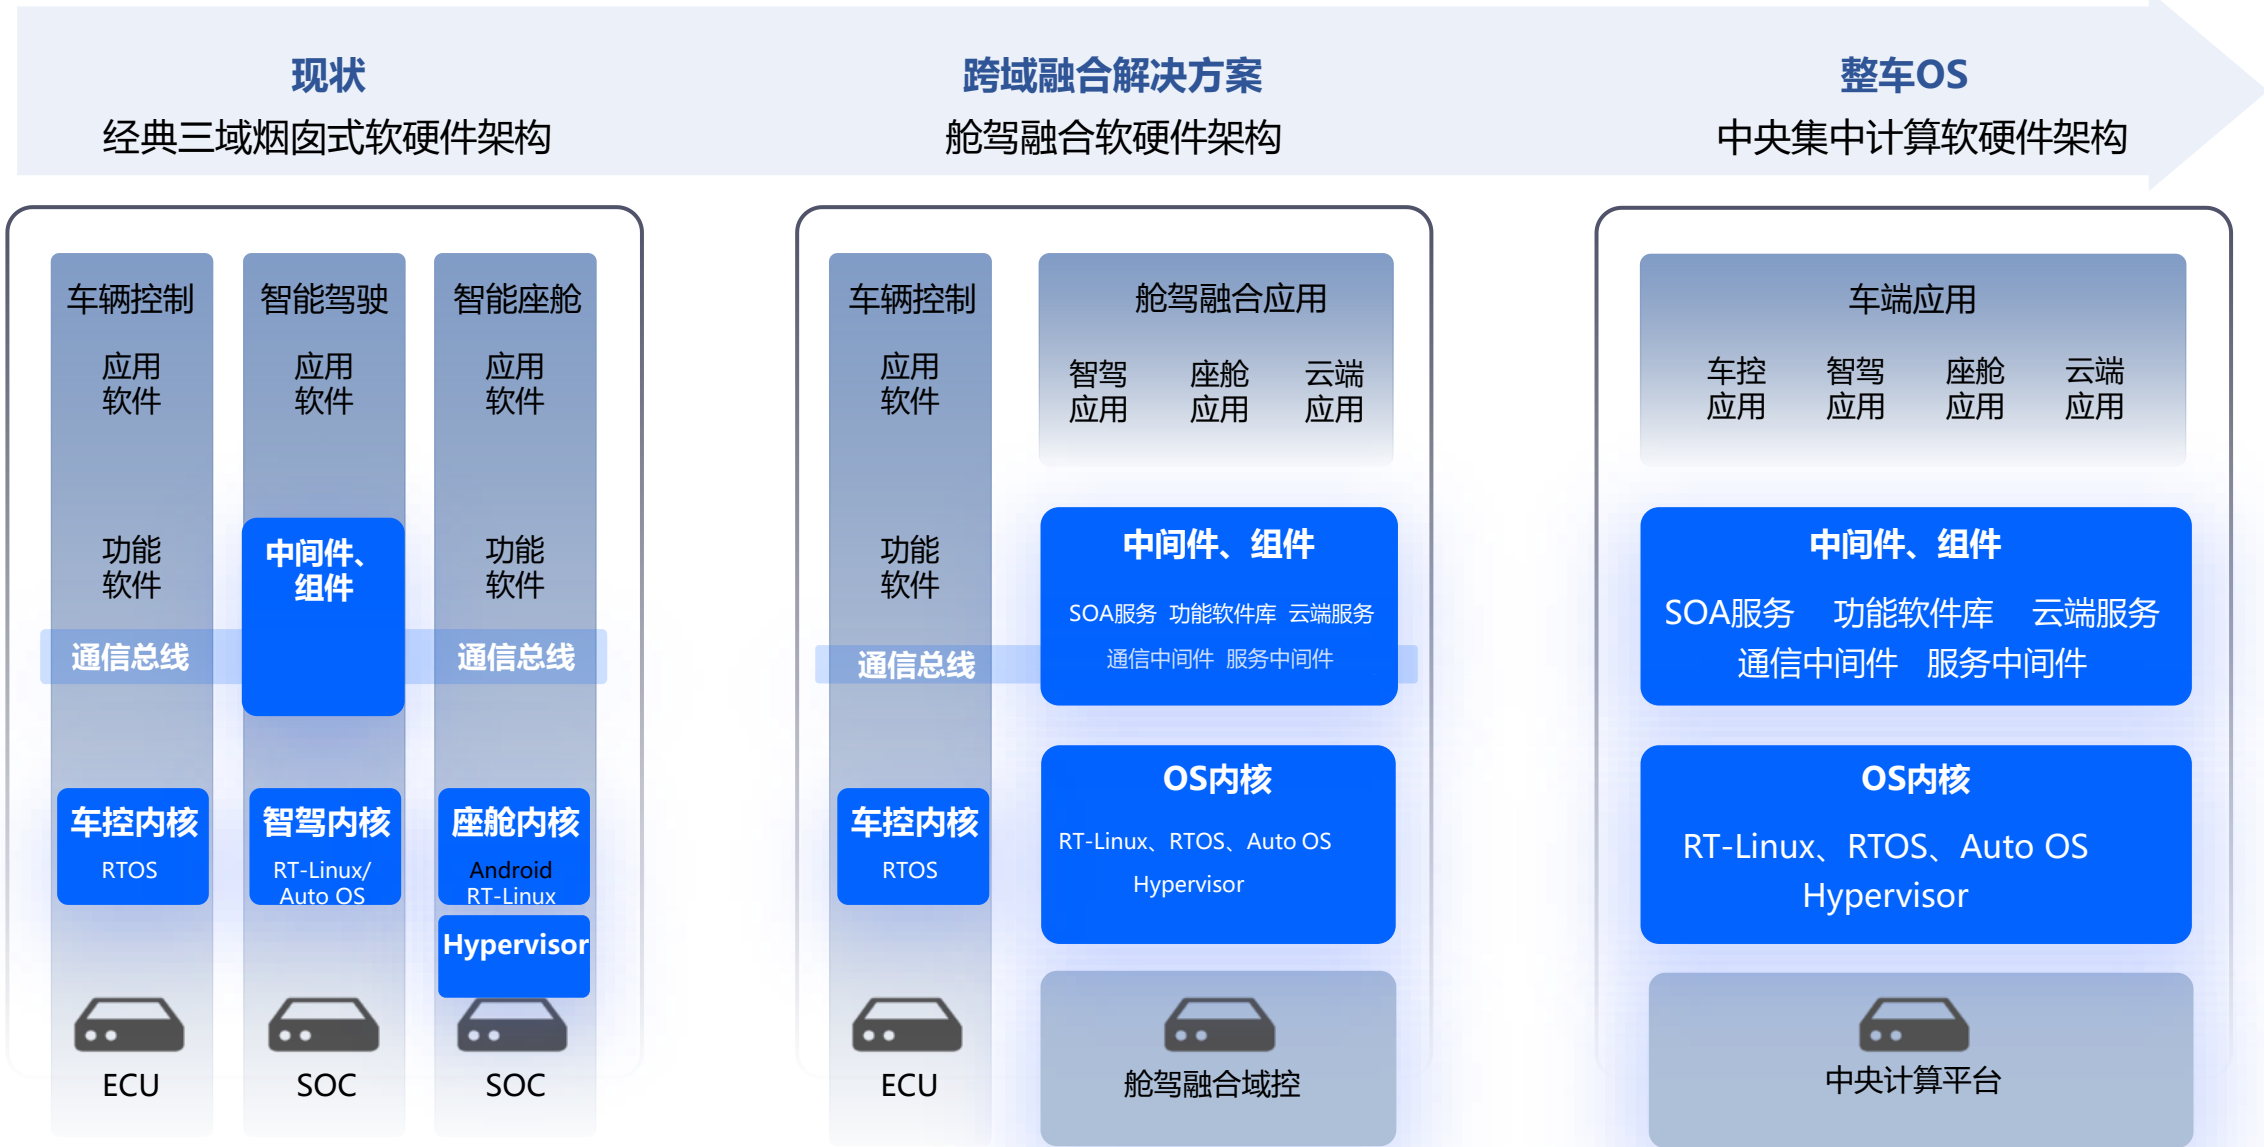 现状
经典三域烟囱式软硬件架构
跨域融合解决方案
舱驾融合软硬件架构
整车OS
中央集中计算软硬件架构
车辆控制
应用
软件
功能
软件
通信总线
车控内核
RTOS
ECU
智能驾驶
应用
软件
中间件、
组件
智驾内核
RT-Linux/
Auto OS
SOC
智能座舱
应用
软件
功能
软件
通信总线
座舱内核
Android
RT-Linux
Hypervisor
SOC
车辆控制
应用
软件
功能
软件
通信总线
车控内核
RTOS
ECU
舱驾融合应用
智驾
应用
座舱
应用
云端
应用
中间件、组件
SOA服务 功能软件库 云端服务
通信中间件 服务中间件
OS内核
RT-Linux、RTOS、Auto OS
Hypervisor
舱驾融合域控
车端应用
车控
应用
智驾
应用
座舱
应用
云端
应用
中间件、组件
SOA服务 功能软件库 云端服务
通信中间件 服务中间件
OS内核
RT-Linux、RTOS、Auto OS
Hypervisor
中央计算平台